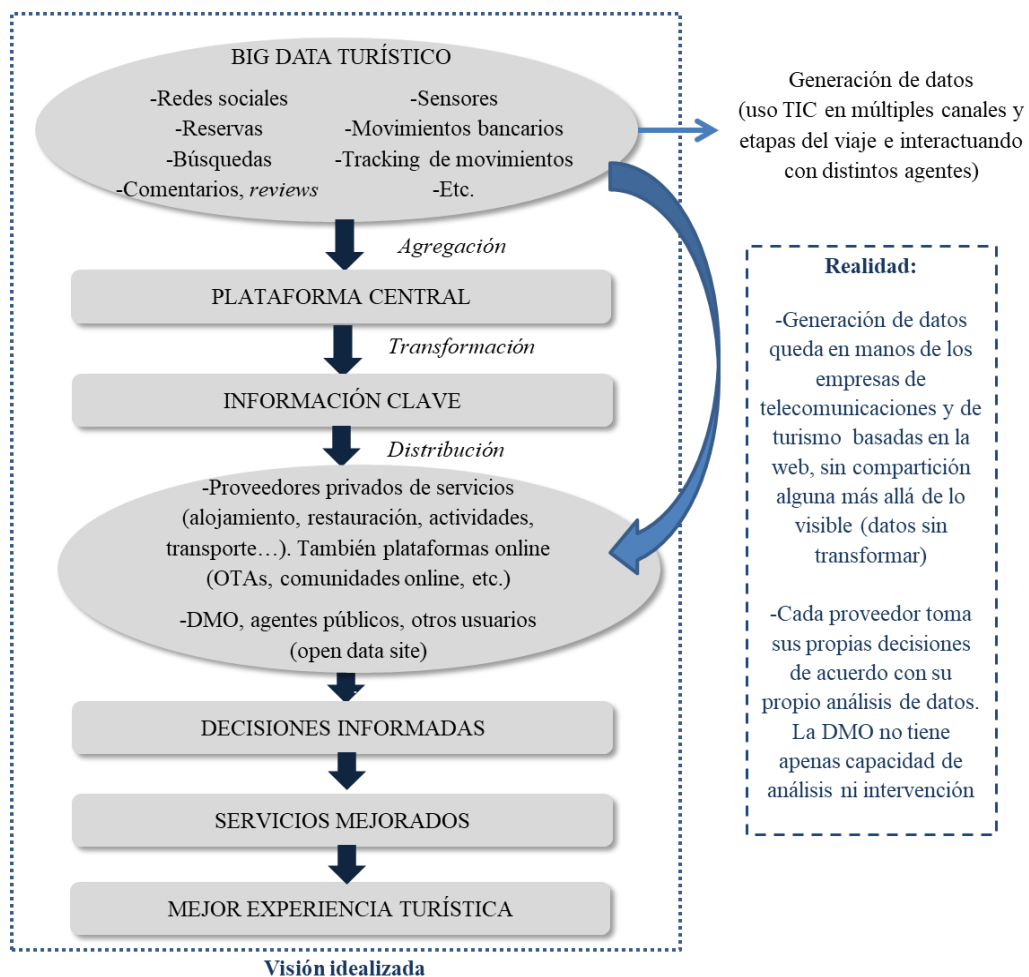 BIG DATA TURÍSTICO
-Redes sociales
-Reservas
-Búsquedas
-Comentarios, reviews
-Sensores
-Movimientos bancarios
-Tracking de movimientos
-Etc.
Generación de datos
(uso TIC en múltiples canales y
etapas del viaje e interactuando
con distintos agentes)
Agregación
PLATAFORMA CENTRAL
Transformación
INFORMACIÓN CLAVE
Distribución
-Proveedores privados de servicios
(alojamiento, restauración, actividades,
transporte…). También plataformas online
(OTAs, comunidades online, etc.)
-DMO, agentes públicos, otros usuarios
(open data site)
DECISIONES INFORMADAS
SERVICIOS MEJORADOS
MEJOR EXPERIENCIA TURÍSTICA
Visión idealizada
Realidad:
-Generación de datos
queda en manos de los
empresas de
telecomunicaciones y de
turismo basadas en la
web, sin compartición
alguna más allá de lo
visible (datos sin
transformar)
-Cada proveedor toma
sus propias decisiones
de acuerdo con su
propio análisis de datos.
La DMO no tiene
apenas capacidad de
análisis ni intervención